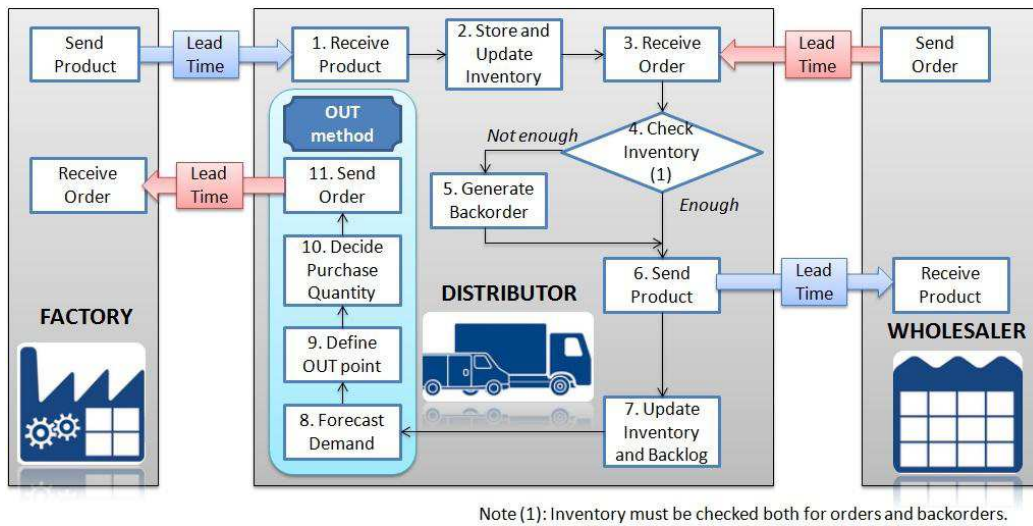 Send
Product
Lead
Time
1. Receive
Product
2. Store and
Update
Inventory
3. Receive
Order
Lead
Time
Send
Order
OUT
method
Not enough
4. Check
Inventory
(1)
Receive
Order
Lead
Time
11. Send
Order
5. Generate
Backorder
Enough
10. Decide
Purchase
Quantity
6. Send
Product
Lead
Time
Receive
Product
FACTORY
DISTRIBUTOR
WHOLESALER
9. Define
OUT point
8. Forecast
Demand
7. Update
Inventory
and Backlog
Note (1): Inventory must be checked both for orders and backorders.